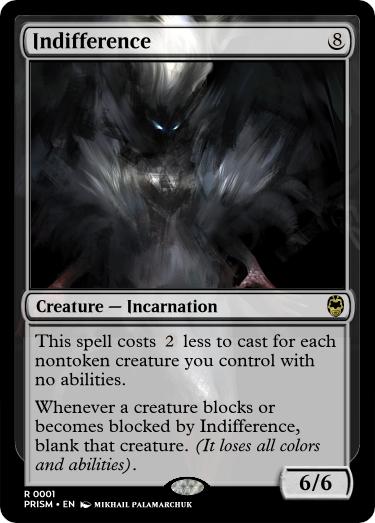 Indifference 8
Creature — Incarnation
This spell costs 2 less to cast for each
nontoken creature you control with
no abilities.
Whenever a creature blocks or
becomes blocked by Indifference,
blank that creature. (It loses all colors
and abilities).
6/6
R 0001
PRISM • EN MIKHAIL PALAMARCHUK